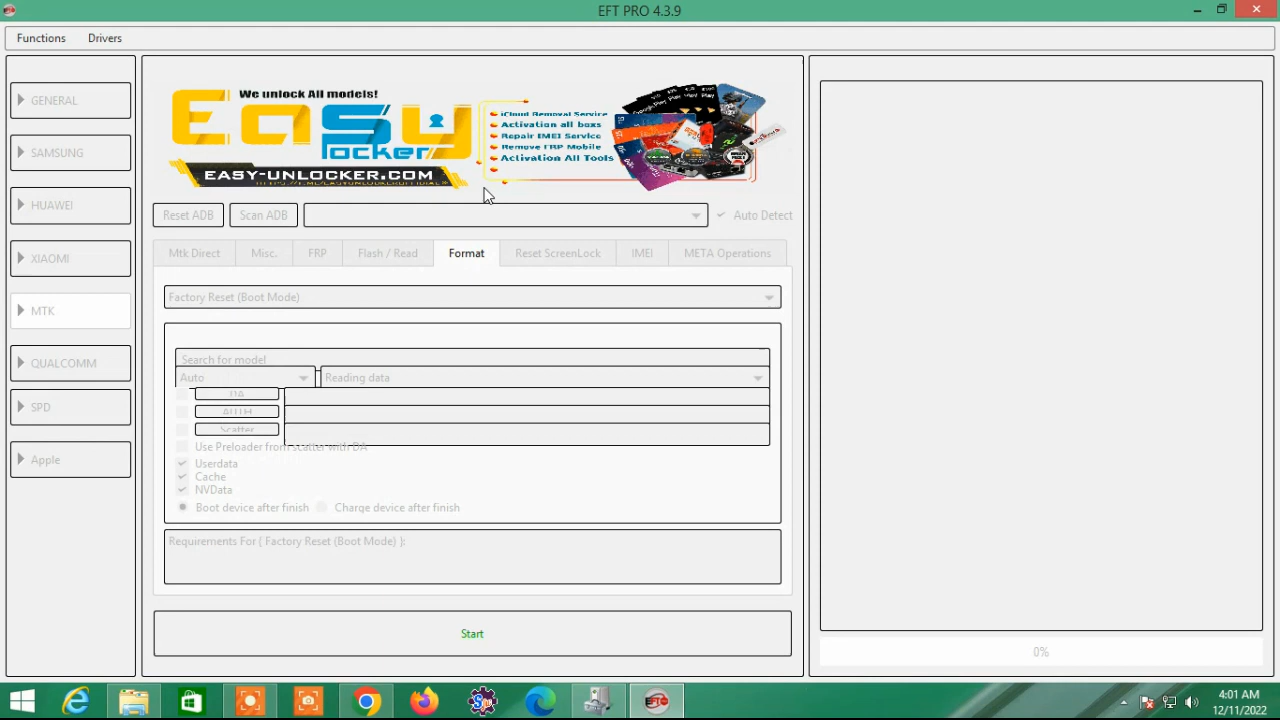 EFT PRO 4.3.9
Functions
Drivers
GENERAL
SAMSUNG
HUAWEI
XIAOMI
MTK
QUALCOMM
SPD
Apple
We unlock All models!
Easy
EASY-UNLOCKER.COM
iCloud Removal Service
Activation all boxs
Repair IMEI Service
Remove FRP Mobile
Activation All Tools
Reset ADB
Scan ADB
Auto Detect
Mtk Direct
Misc.
FRP
Flash / Read
Format
Reset ScreenLock
IMEI
META Operations
Factory Reset (Boot Mode)
Search for model
Auto
Reading data
DA
AUTH
Scatter
Use Preloader from scatter with DA
Userdata
Cache
NVData
Boot device after finish
Charge device after finish
Requirements For ( Factory Reset (Boot Mode) ):
Start
0%
EFT
4:01 AM
12/11/2022